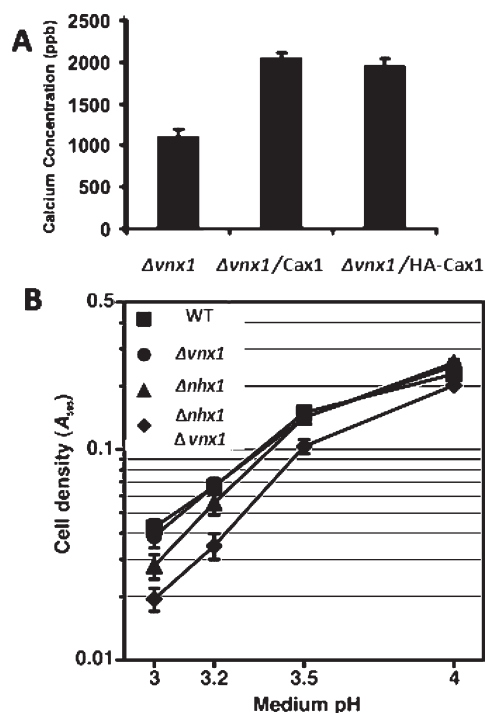 A
Calcium Concentration (ppb)
2500
2000
1500
1000
500
0
Δvnx1 Δvnx1/Cax1 Δvnx1/HA-Cax1
B
Cell density (A₅₉₅)
0.5
0.1
0.01
WT
Δvnx1
Δnhx1
Δnhx1
Δvnx1
3 3.2 3.5 4
Medium pH